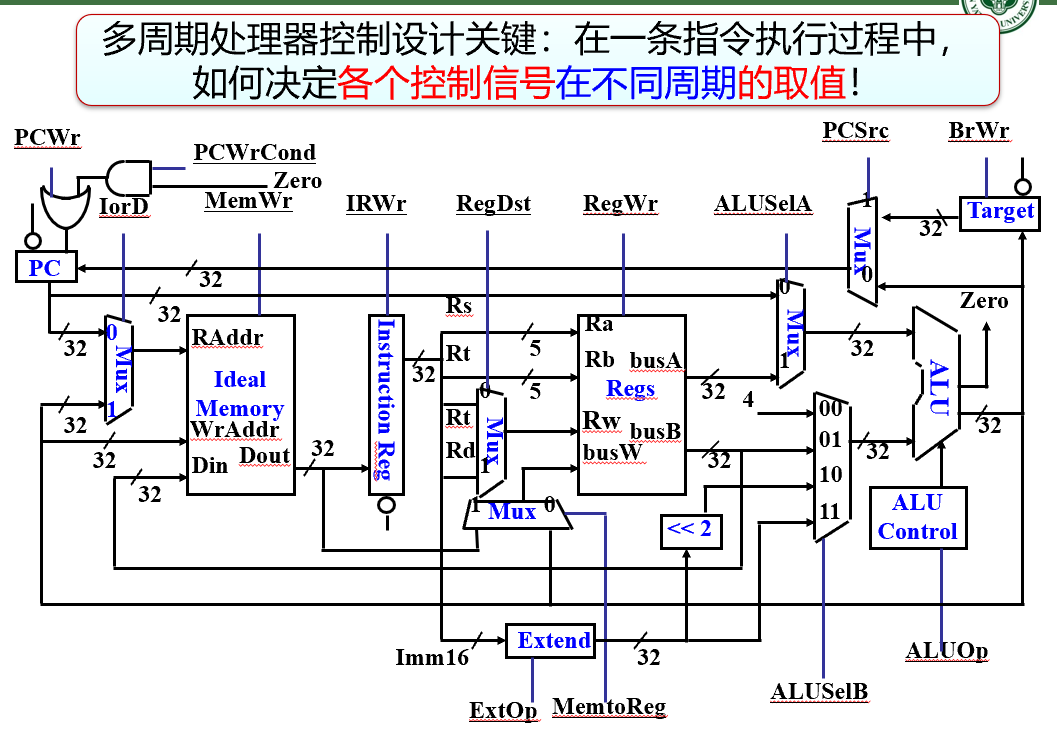 多周期处理器控制设计关键：在一条指令执行过程中，
如何决定各个控制信号在不同周期的取值！
PCWr
PCWrCond
Zero
IorD
MemWr
IRWr
RegDst
RegWr
ALUSelA
PCSrc
BrWr
Target
32
1
Mux
0
PC
32
32
Zero
32
0
Mux
1
32
32
32
RAddr
Ideal
Memory
WrAddr
Din
Dout
32
Instruction Reg
32
Rs
Rt
5
5
Rt
Rd
0
Mux
1
1
Mux
0
Ra
Rb
busA
Regs
Rw
busB
busW
32
32
0
Mux
1
32
4
00
01
10
11
32
ALU
32
ALU
Control
<< 2
Extend
Imm16
32
ExtOp
MemtoReg
ALUSelB
ALUOp